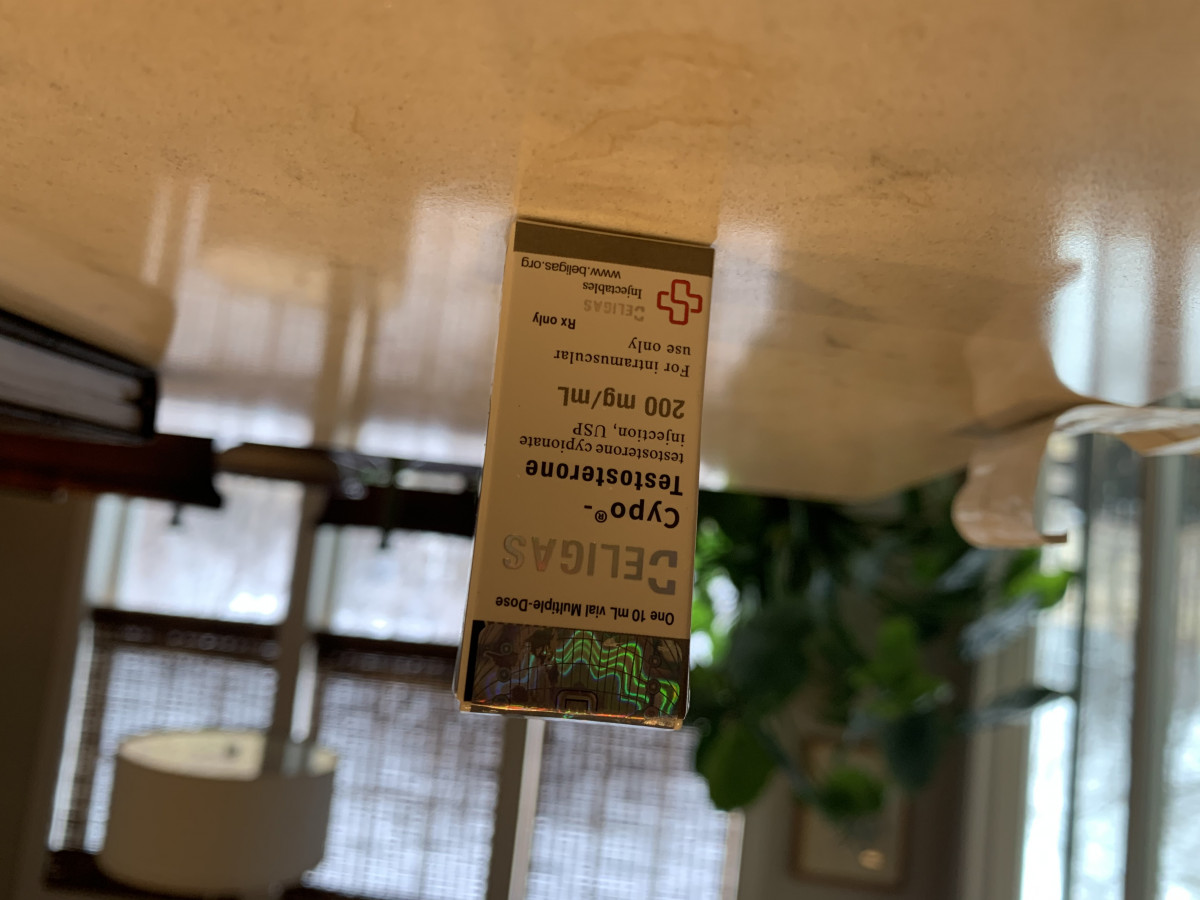 One 10 mL vial Multiple-Dose
BELIGAS
Cypo®-
Testosterone
testosterone cypionate
injection, USP
200 mg/mL
For intramuscular
use only
Rx only
BELIGAS
Injectables
www.beligas.org